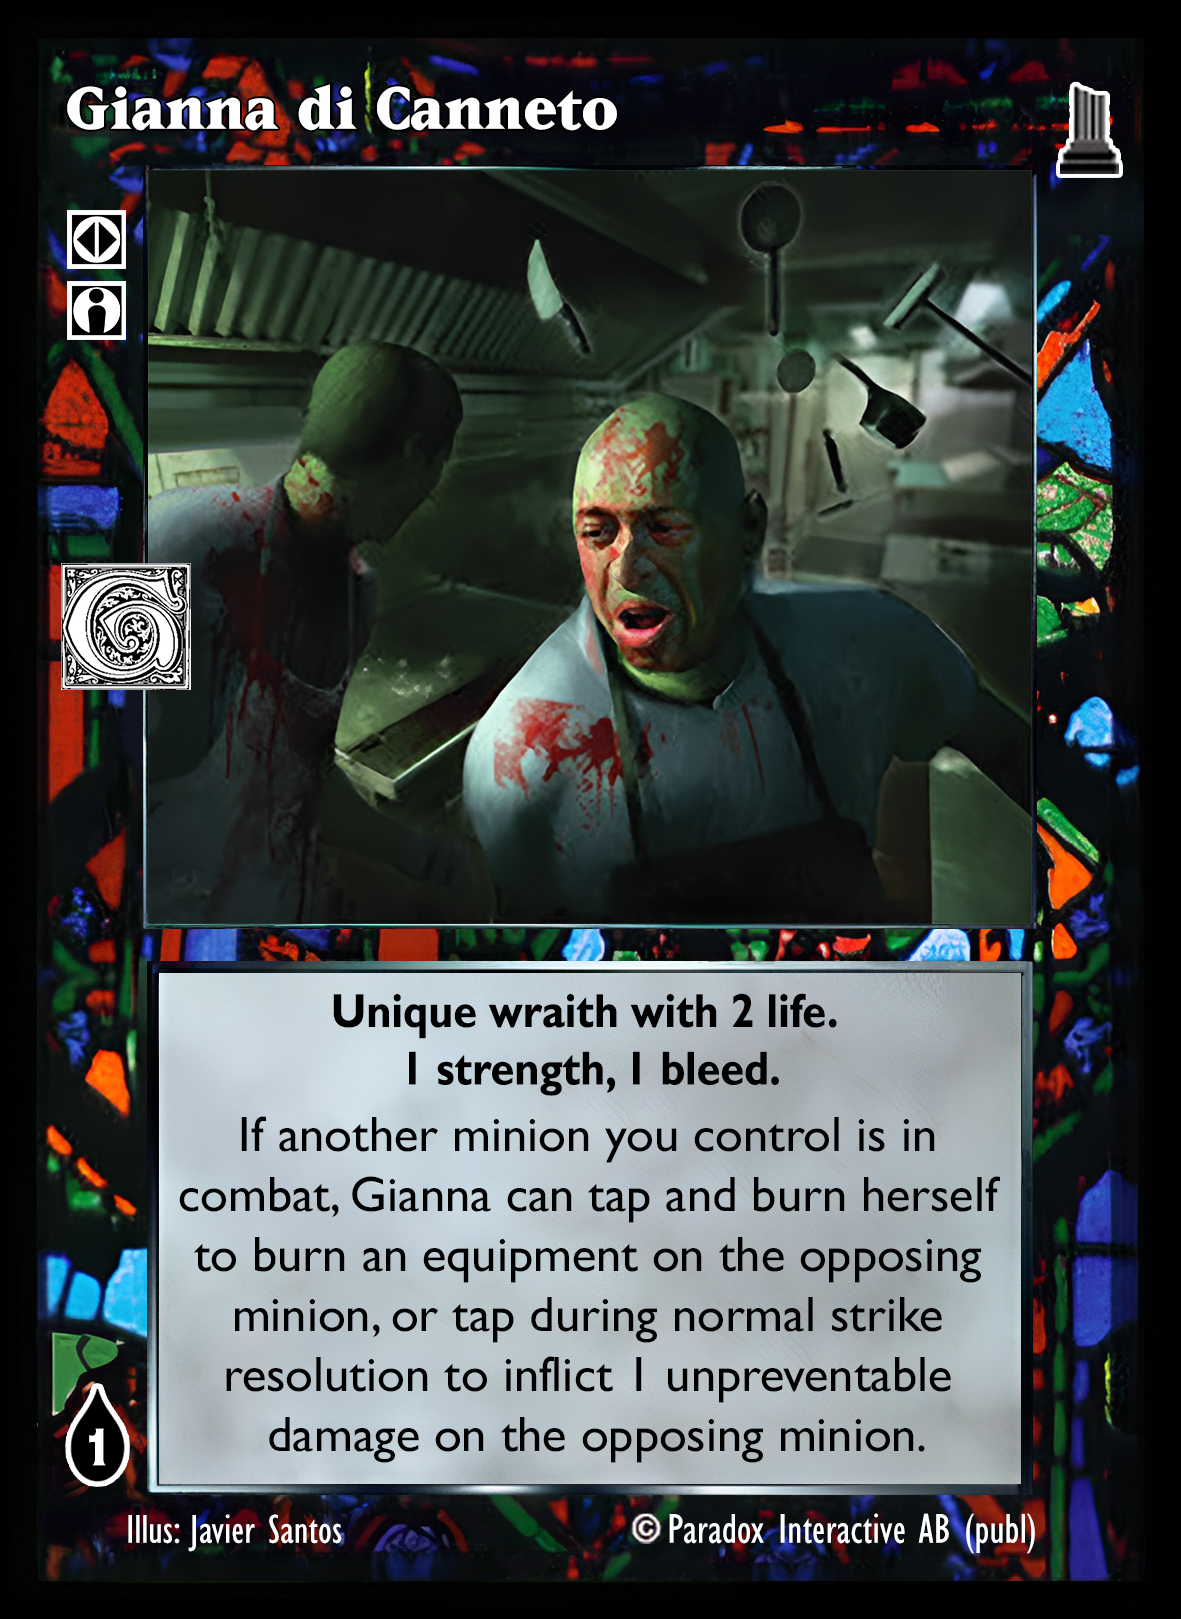 Gianna di Canneto
G
Unique wraith with 2 life.
1 strength, 1 bleed.
If another minion you control is in
combat, Gianna can tap and burn herself
to burn an equipment on the opposing
minion, or tap during normal strike
resolution to inflict 1 unpreventable
damage on the opposing minion.
1
Illus: Javier Santos
© Paradox Interactive AB (publ)